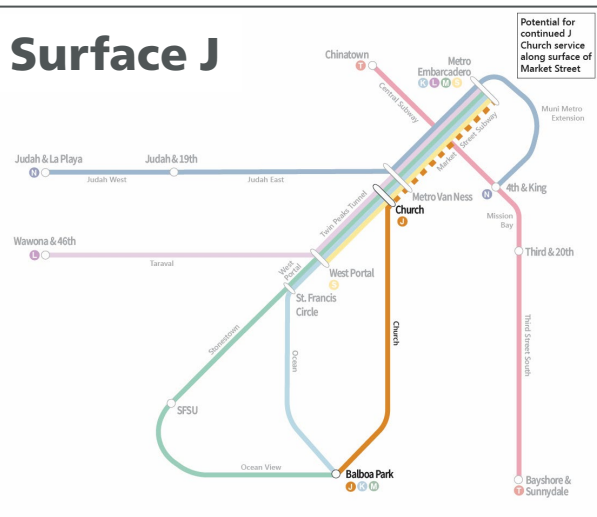 Surface J
Potential for
continued J
Church service
along surface of
Market Street
Chinatown
T
Metro
Embarcadero
K L M S
Central Subway
Muni Metro
Extension
Market Street Subway
Judah & La Playa
N
Judah & 19th
Judah West
Judah East
Metro Van Ness
N
4th & King
Twin Peaks Tunnel
Church
J
Mission
Bay
Wawona & 46th
L
Taraval
West
Portal
West Portal
S
Third & 20th
St. Francis
Circle
Stonestown
Ocean
Church
Third Street South
SFSU
Ocean View
Balboa Park
J K M
Bayshore &
T Sunnydale